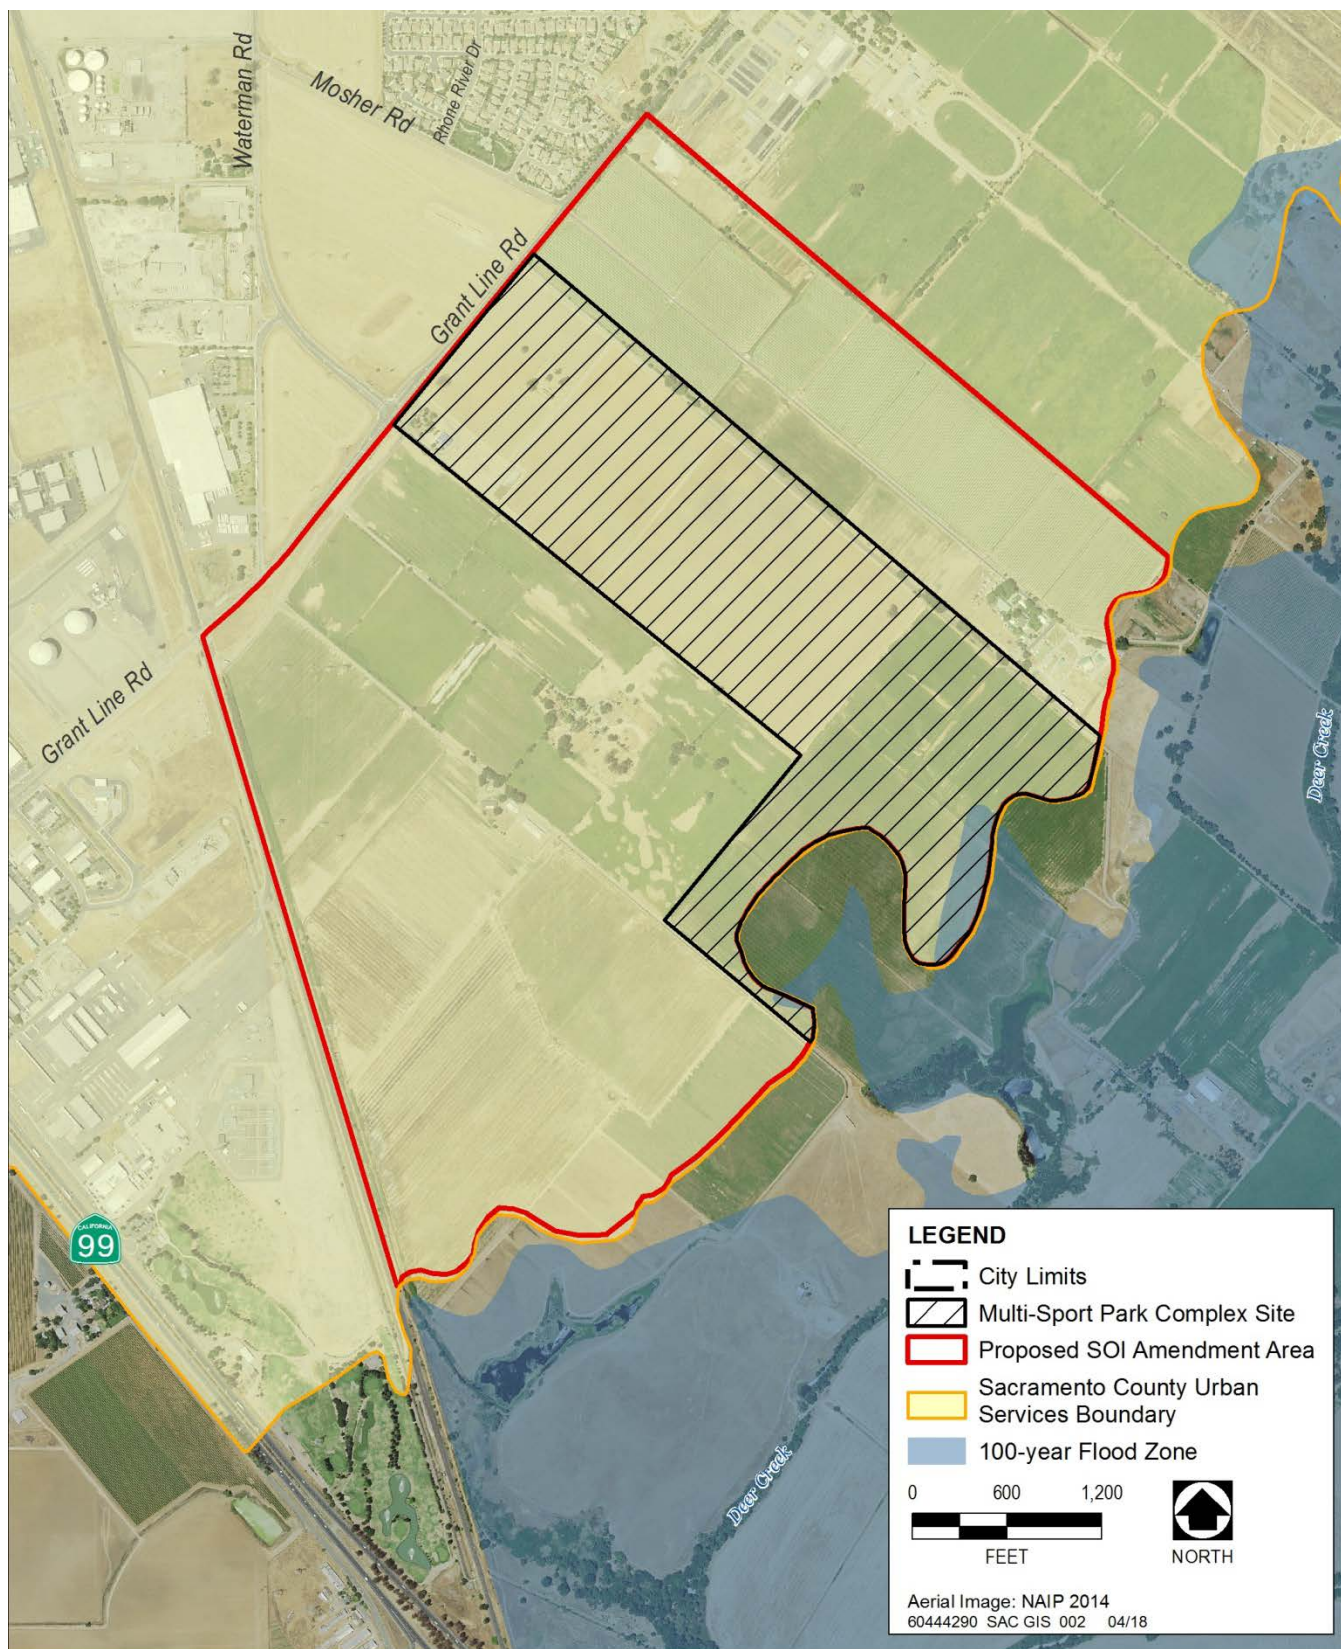 Waterman Rd
Mosher Rd
Rhone River Dr
Grant Line Rd
Grant Line Rd
Deer Creek
CALIFORNIA
99
Deer Creek
LEGEND
City Limits
Multi-Sport Park Complex Site
Proposed SOI Amendment Area
Sacramento County Urban
Services Boundary
100-year Flood Zone
0 600 1,200
FEET
NORTH
Aerial Image: NAIP 2014
60444290 SAC GIS 002 04/18